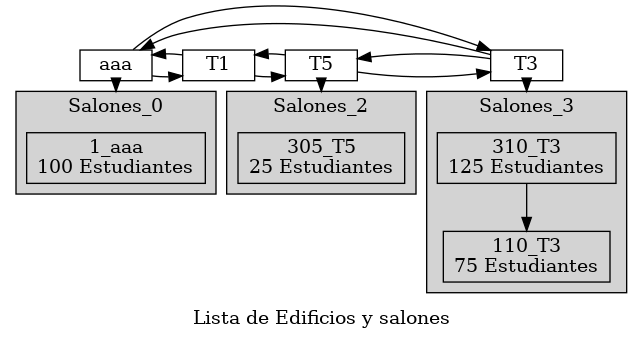 aaa T1 T5 T3
Salones_0 Salones_2 Salones_3
1_aaa
100 Estudiantes
305_T5
25 Estudiantes
310_T3
125 Estudiantes
110_T3
75 Estudiantes
Lista de Edificios y salones